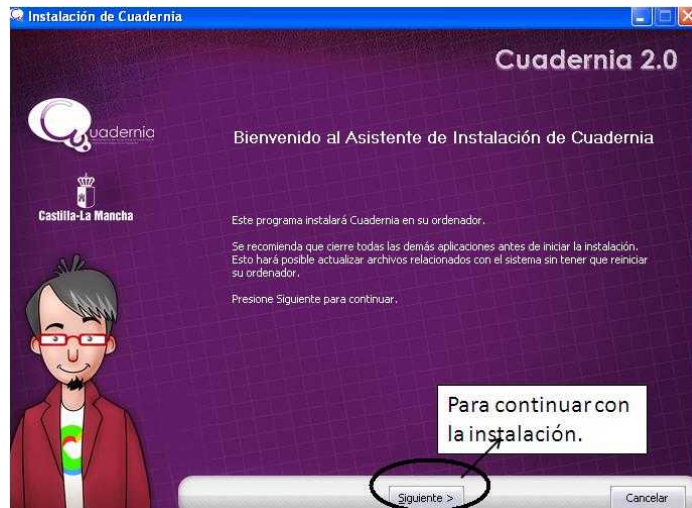 Instalación de Cuadernia
Cuadernia 2.0
Cuadernia
Bienvenido al Asistente de Instalación de Cuadernia
Castilla-La Mancha
Este programa instalará Cuadernia en su ordenador.
Se recomienda que cierre todas las demás aplicaciones antes de iniciar la instalación.
Esto hará posible actualizar archivos relacionados con el sistema sin tener que reiniciar
su ordenador.
Presione Siguiente para continuar.
Para continuar con
la instalación.
Siguiente >
Cancelar